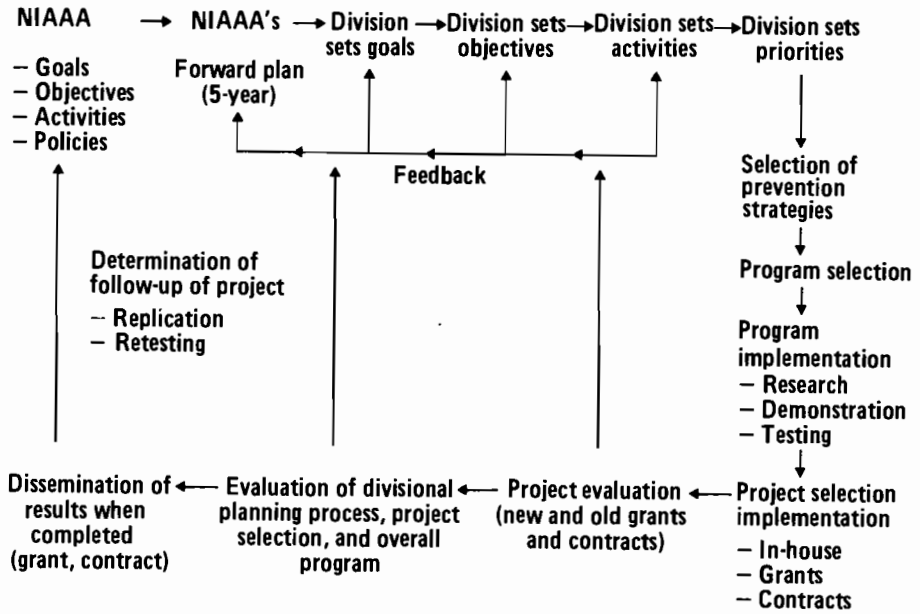 NIAAA
– Goals
– Objectives
– Activities
– Policies
NIAAA's
Forward plan
(5-year)
Division
sets goals
Division sets
objectives
Division sets
activities
Division sets
priorities
Feedback
Selection of
prevention
strategies
Program selection
Program
implementation
– Research
– Demonstration
– Testing
Determination of
follow-up of project
– Replication
– Retesting
Project selection
implementation
– In-house
– Grants
– Contracts
Project evaluation
(new and old grants
and contracts)
Evaluation of divisional
planning process, project
selection, and overall
program
Dissemination of
results when
completed
(grant, contract)